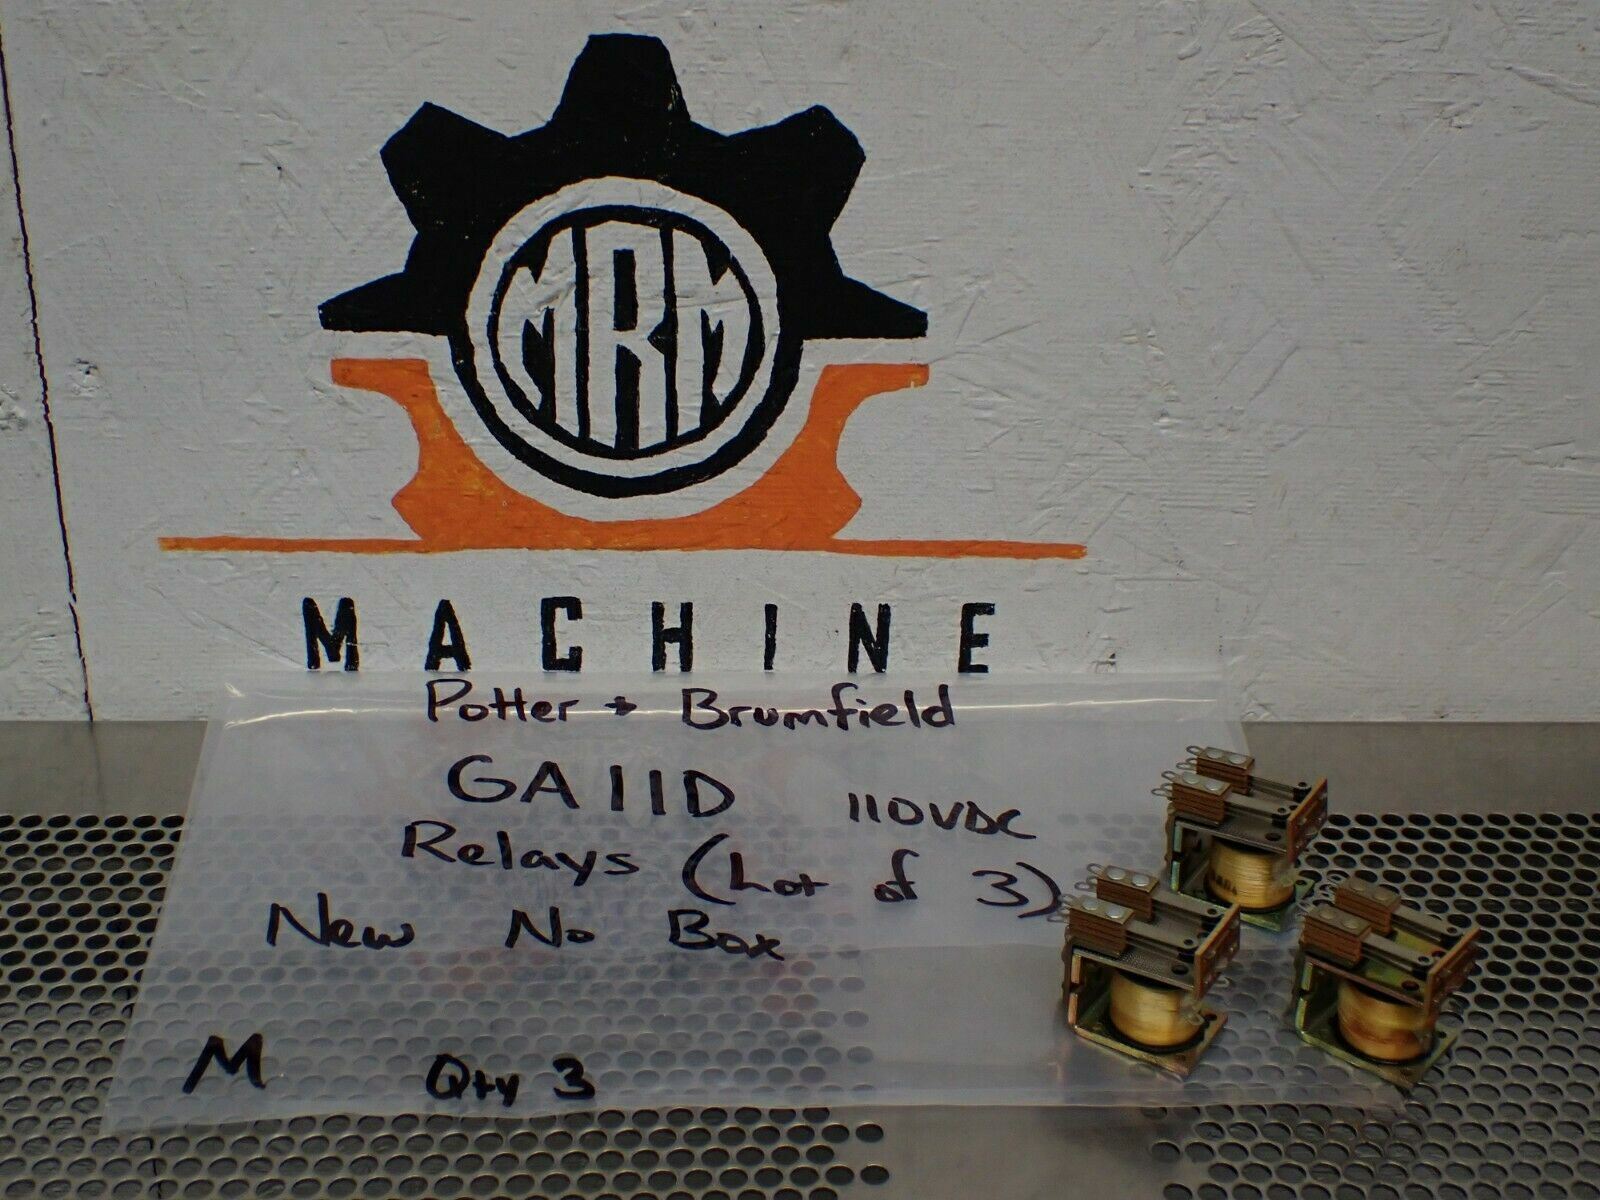 MRM
MACHINE
Potter + Brumfield
GA11D 110VDC
Relays (Lot of 3)
New No Box
M Qty 3